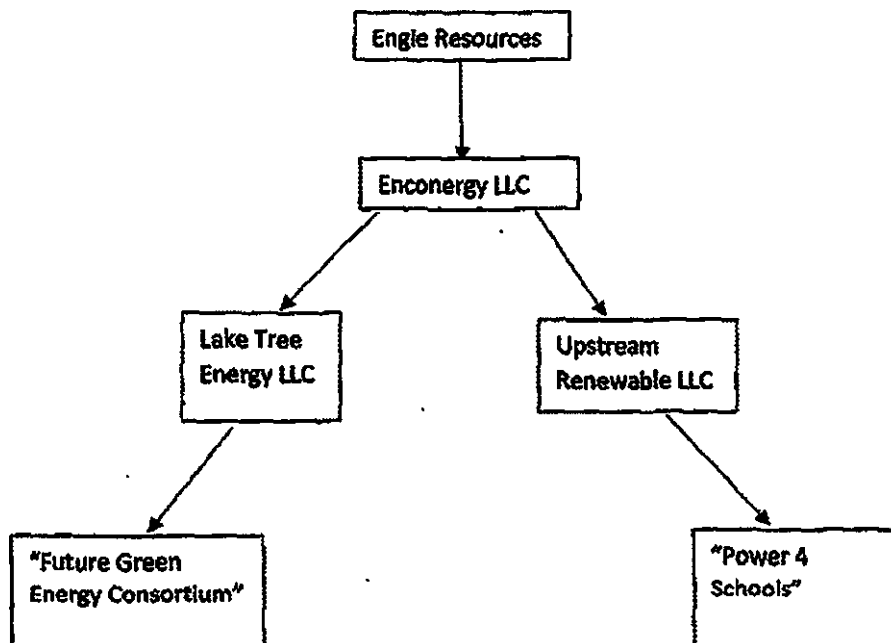 Engie Resources
Enconergy LLC
Lake Tree
Energy LLC
Upstream
Renewable LLC
"Future Green
Energy Consortium"
"Power 4
Schools"